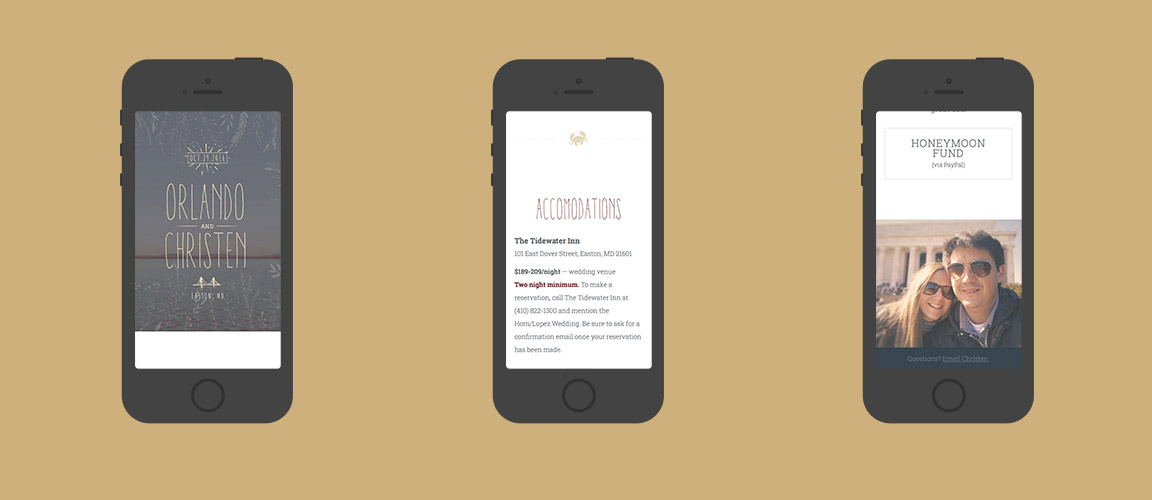 OCT.29.2016
ORLANDO
AND
CHRISTEN
EASTON, MD
ACCOMODATIONS
The Tidewater Inn
101 East Dover Street, Easton, MD 21601
$189-209/night — wedding venue
Two night minimum. To make a
reservation, call The Tidewater Inn at
(410) 822-1300 and mention the
Horn/Lopez Wedding. Be sure to ask for a
confirmation email once your reservation
has been made.
HONEYMOON
FUND
(via PayPal)
Questions? Email Christen.